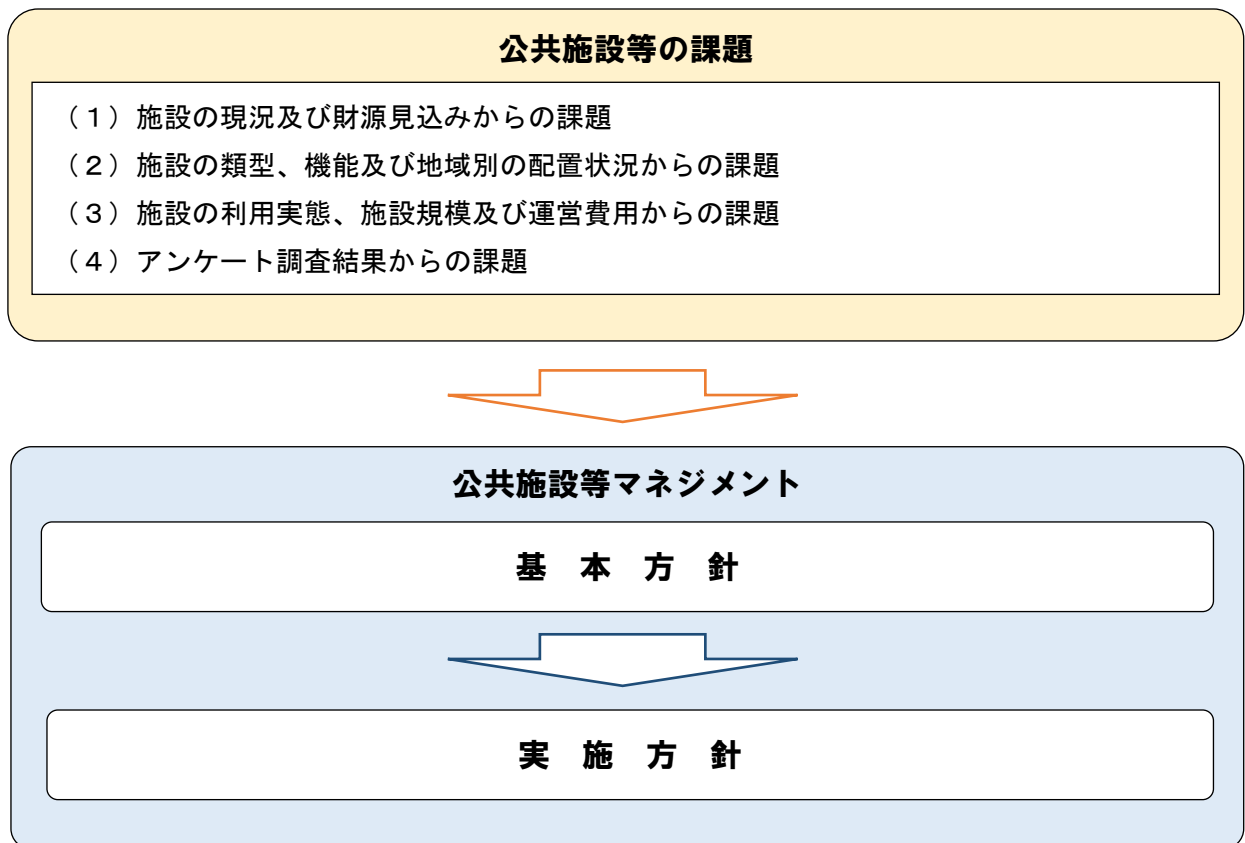 公共施設等の課題
（１）施設の現況及び財源見込みからの課題
（２）施設の類型、機能及び地域別の配置状況からの課題
（３）施設の利用実態、施設規模及び運営費用からの課題
（４）アンケート調査結果からの課題
公共施設等マネジメント
基　本　方　針
実　施　方　針